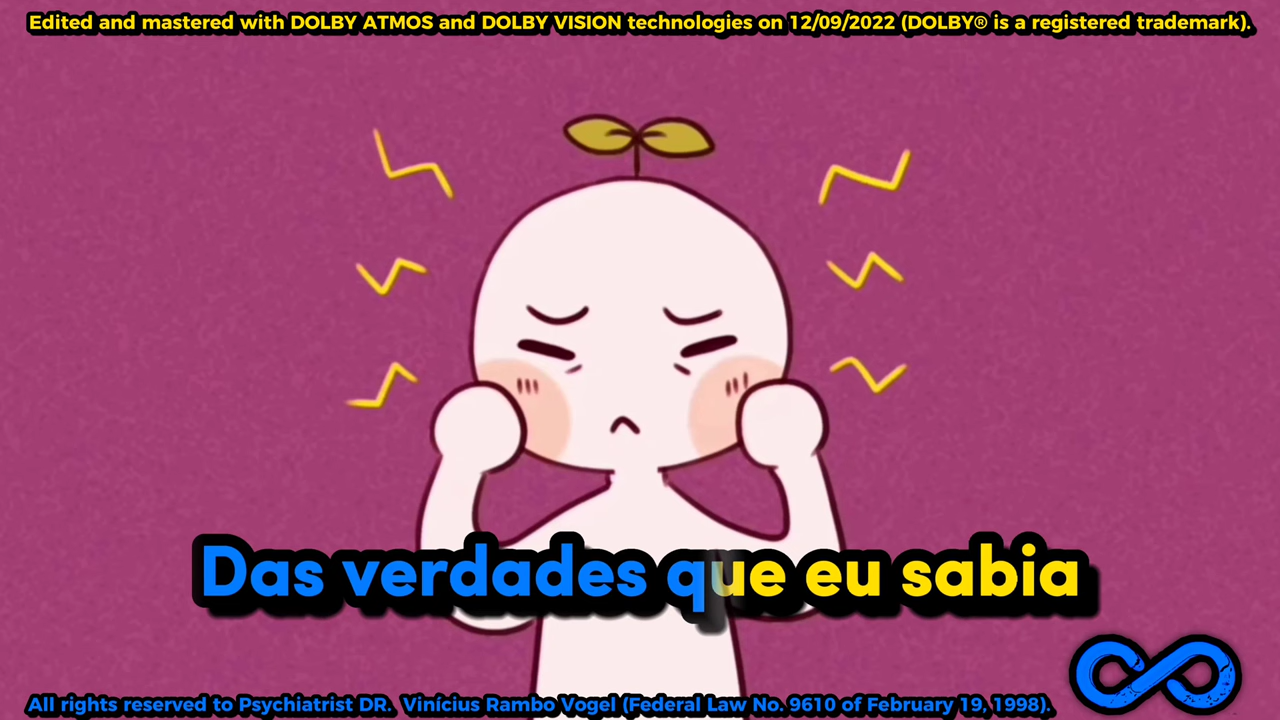 Edited and mastered with DOLBY ATMOS and DOLBY VISION technologies on 12/09/2022 (DOLBY® is a registered trademark).
Das verdades que eu sabia
All rights reserved to Psychiatrist DR. Vinícius Rambo Vogel (Federal Law No. 9610 of February 19, 1998).